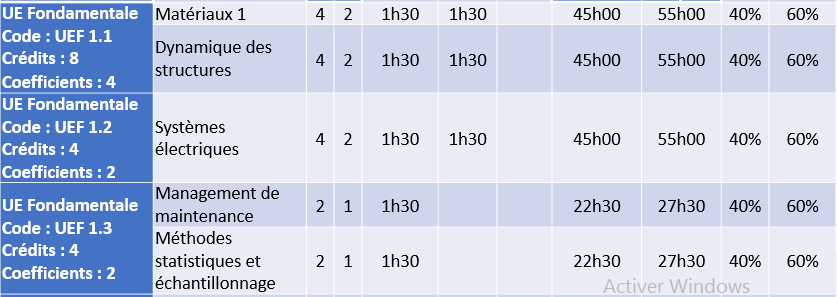 UE Fondamentale
Code : UEF 1.1
Crédits : 8
Coefficients : 4
Matériaux 1 4 2 1h30 1h30 45h00 55h00 40% 60%
Dynamique des
structures 4 2 1h30 1h30 45h00 55h00 40% 60%
UE Fondamentale
Code : UEF 1.2
Crédits : 4
Coefficients : 2
Systèmes
électriques 4 2 1h30 1h30 45h00 55h00 40% 60%
UE Fondamentale
Code : UEF 1.3
Crédits : 4
Coefficients : 2
Management de
maintenance 2 1 1h30 22h30 27h30 40% 60%
Méthodes
statistiques et
échantillonnage 2 1 1h30 22h30 27h30 40% 60%
Activer Windows